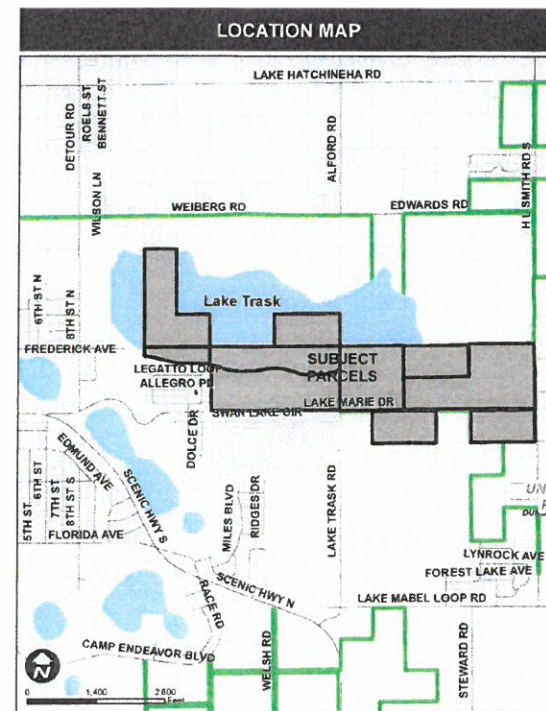 LOCATION MAP
LAKE HATCHINEHA RD
DETOUR RD
ROELS ST
BENNETT ST
ALFORD RD
H L SMITH RD S
WILSON LN
WEIBERG RD
EDWARDS RD
6TH ST N
8TH ST N
Lake Trask
FREDERICK AVE
SUBJECT
PARCELS
LEGATTO LOOP
ALLEGRO
LAKE MARIE DR
SWAN LAKE CIR
DOLCE DR
EDMUND AVE
SCENIC HWY S
5TH ST
6TH ST
7TH ST
8TH ST S
FLORIDA AVE
MILES BLVD
RIDGES DR
LAKE TRASK RD
LYNROCK AVE
FOREST LAKE AVE
SCENIC HWY N
LAKE MABEL LOOP RD
RACE RD
CAMP ENDEAVOR BLVD
WELSH RD
STEWARD RD
N
0 1,400 2,800
Feet